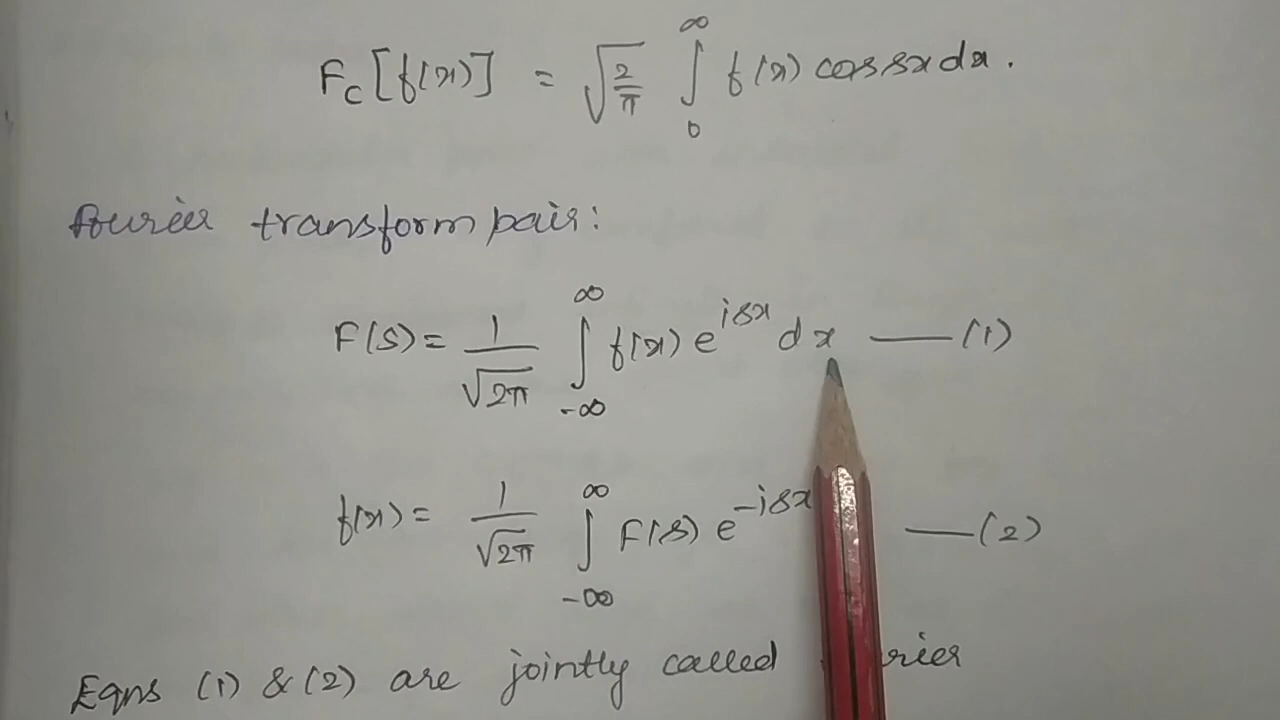 F_c [f(x)] = √(2/π) ∫_0^∞ f(x) cos sx dx.
Fourier transform pair:
F(s) = 1/√2π ∫_{-∞}^∞ f(x) e^{isx} dx —— (1)
f(x) = 1/√2π ∫_{-∞}^∞ F(s) e^{-isx} —— (2)
Eqns (1) & (2) are jointly called